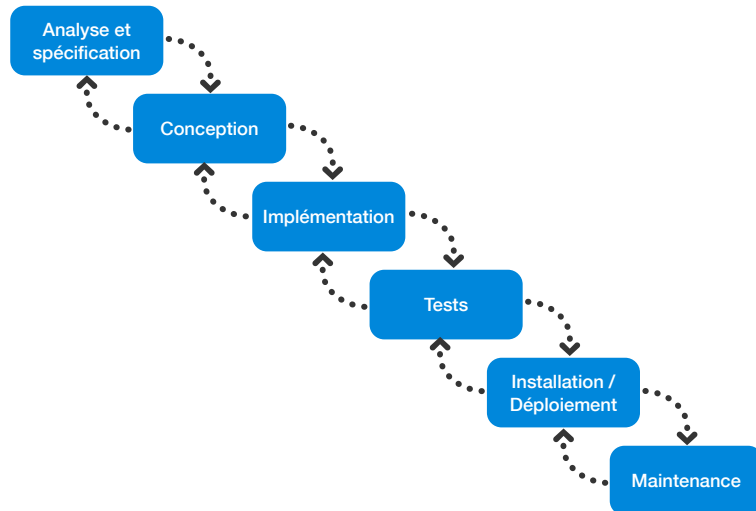 Analyse et
spécification
Conception
Implémentation
Tests
Installation /
Déploiement
Maintenance